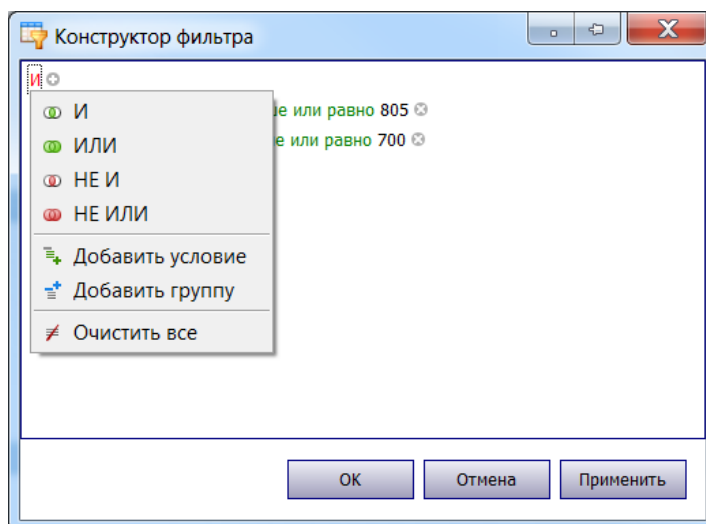 Конструктор фильтра
И
И
или равно 805
ИЛИ
или равно 700
НЕ И
НЕ ИЛИ
Добавить условие
Добавить группу
Очистить все
ОК
Отмена
Применить